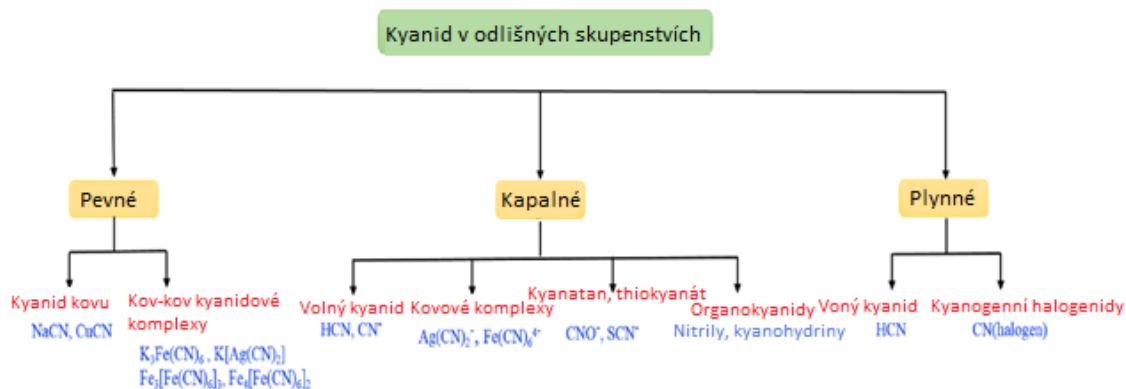 Kyanid v odlišných skupenstvích
Pevné
Kapalné
Plynné
Kyanid kovu
NaCN, CuCN
Kov-kov kyanidové
komplexy
K₃Fe(CN)₆ , K[Ag(CN)₂]
Fe₃[Fe(CN)₆]₃, Fe₄[Fe(CN)₆]₂
Volný kyanid
HCN, CN⁻
Kovové komplexy
Ag(CN)₂⁻, Fe(CN)₆⁴⁻
Kyanatan, thiokyanát
CNO⁻, SCN⁻
Organokyanidy
Nitrily, kyanohydriny
Voný kyanid
HCN
Kyanogenní halogenidy
CN(halogen)